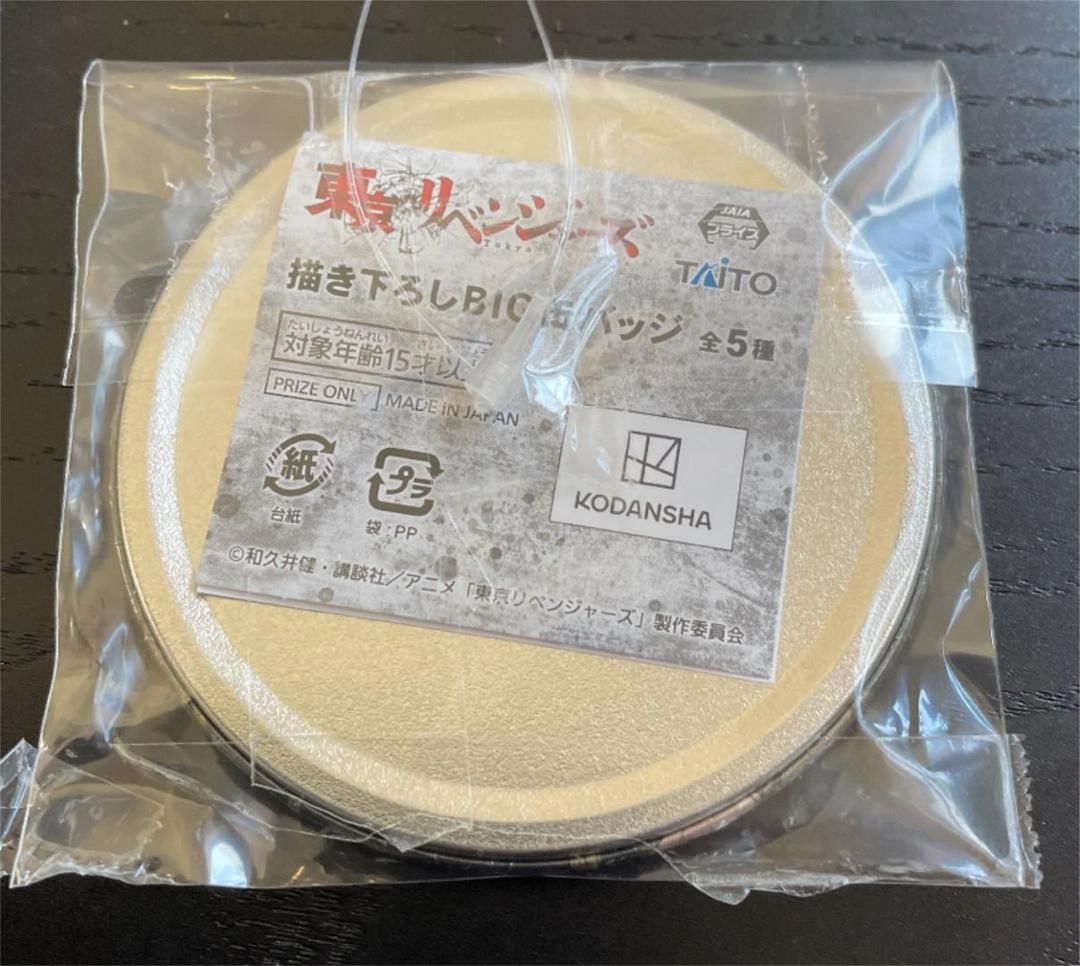 東京リベンジャーズ
Tokyo
JAIA
プライズ
TAITO
描き下ろしBIG缶バッジ 全5種
たいしょうねんれい さい
対象年齢15才以
PRIZE ONLY MADE IN JAPAN
紙
プラ
台紙
袋:PP
KODANSHA
©和久井健・講談社/アニメ「東京リベンジャーズ」製作委員会